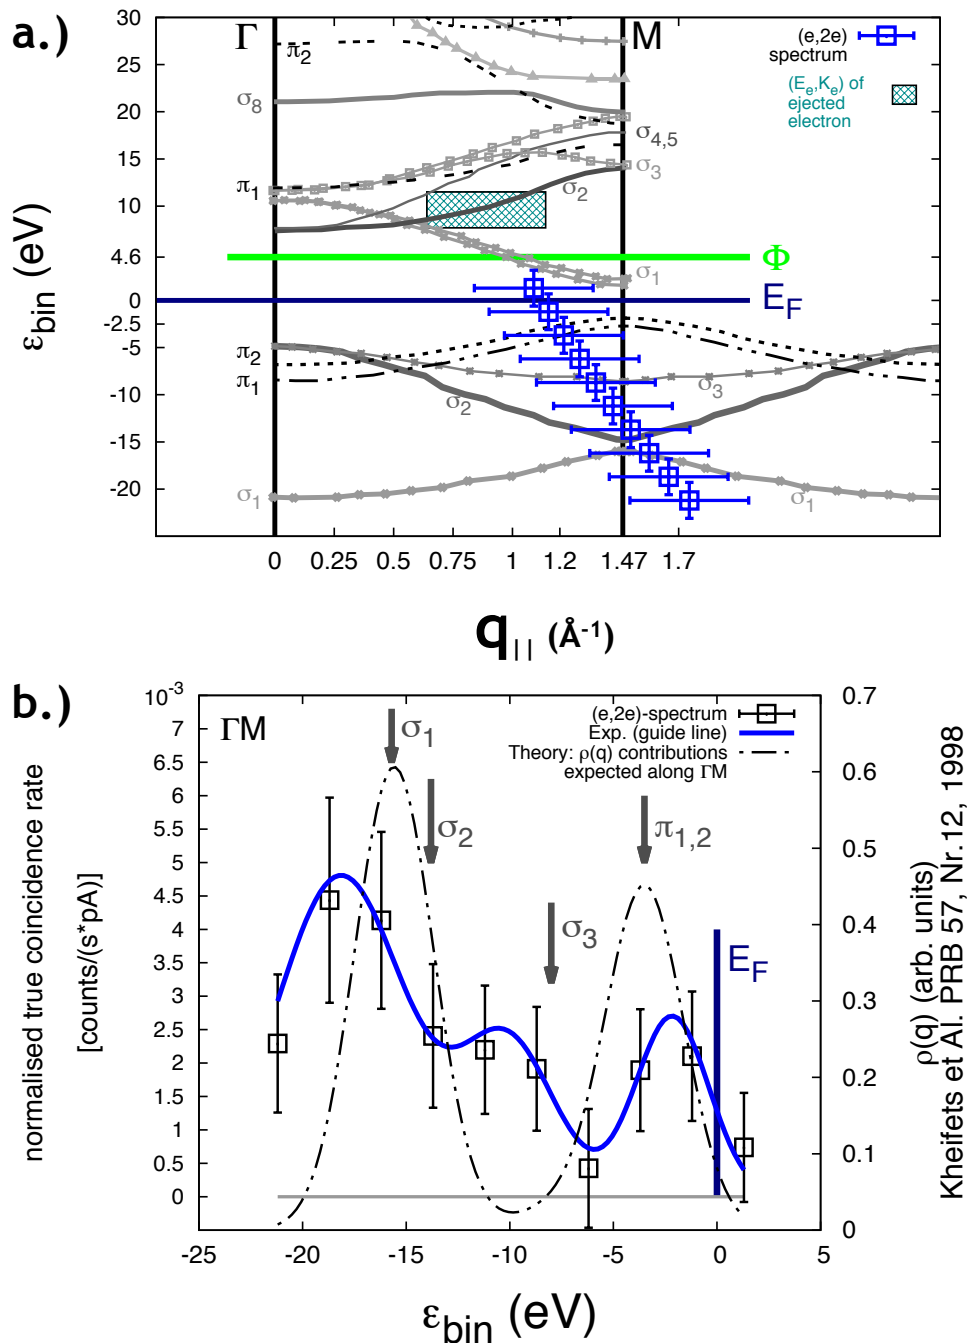 a.)
Γ
M
30
25
20
15
10
4.6
0
-2.5
-5
-10
-15
-20
ε_bin (eV)
π₂
σ₈
π₁
(e,2e)
spectrum
(Eₑ,Kₑ) of
ejected
electron
σ₄,₅
σ₃
σ₂
σ₁
Φ
E_F
π₂
π₁
σ₂
σ₃
σ₁
σ₁
0 0.25 0.5 0.75 1 1.2 1.47 1.7
q_|| (Å⁻¹)
b.)
10⁻³
7
6.5
6
5
4.5
4
3.5
3
2.5
2
1.5
1
0.5
0
normalised true coincidence rate
[counts/(s*pA)]
ΓM
(e,2e)-spectrum
Exp. (guide line)
Theory: ρ(q) contributions
expected along ΓM
σ₁
σ₂
σ₃
π₁,₂
E_F
0.7
0.6
0.5
0.4
0.3
0.2
0.1
0
ρ(q) (arb. units)
Kheifets et Al. PRB 57, Nr.12, 1998
-25 -20 -15 -10 -5 0 5
ε_bin (eV)